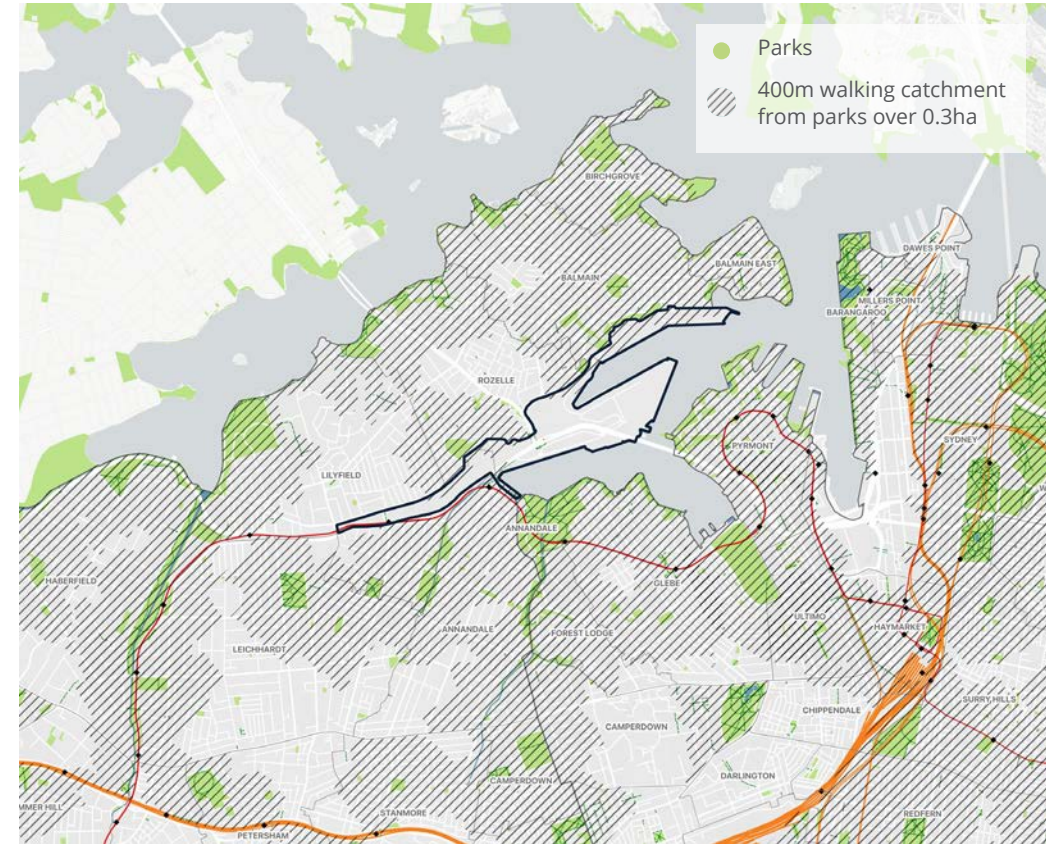 Parks
400m walking catchment
from parks over 0.3ha
BIRCHGROVE
DAWES POINT
BALMAIN EAST
BALMAIN
MILLERS POINT
BARANGAROO
ROZELLE
PYRMONT
SYDNEY
LILYFIELD
ANNANDALE
HABERFIELD
GLEBE
ULTIMO
ANNANDALE
FOREST LODGE
HAYMARKET
LEICHHARDT
SURRY HILLS
CHIPPENDALE
CAMPERDOWN
DARLINGTON
CAMPERDOWN
MMER HILL
STANMORE
REDFERN
PETERSHAM